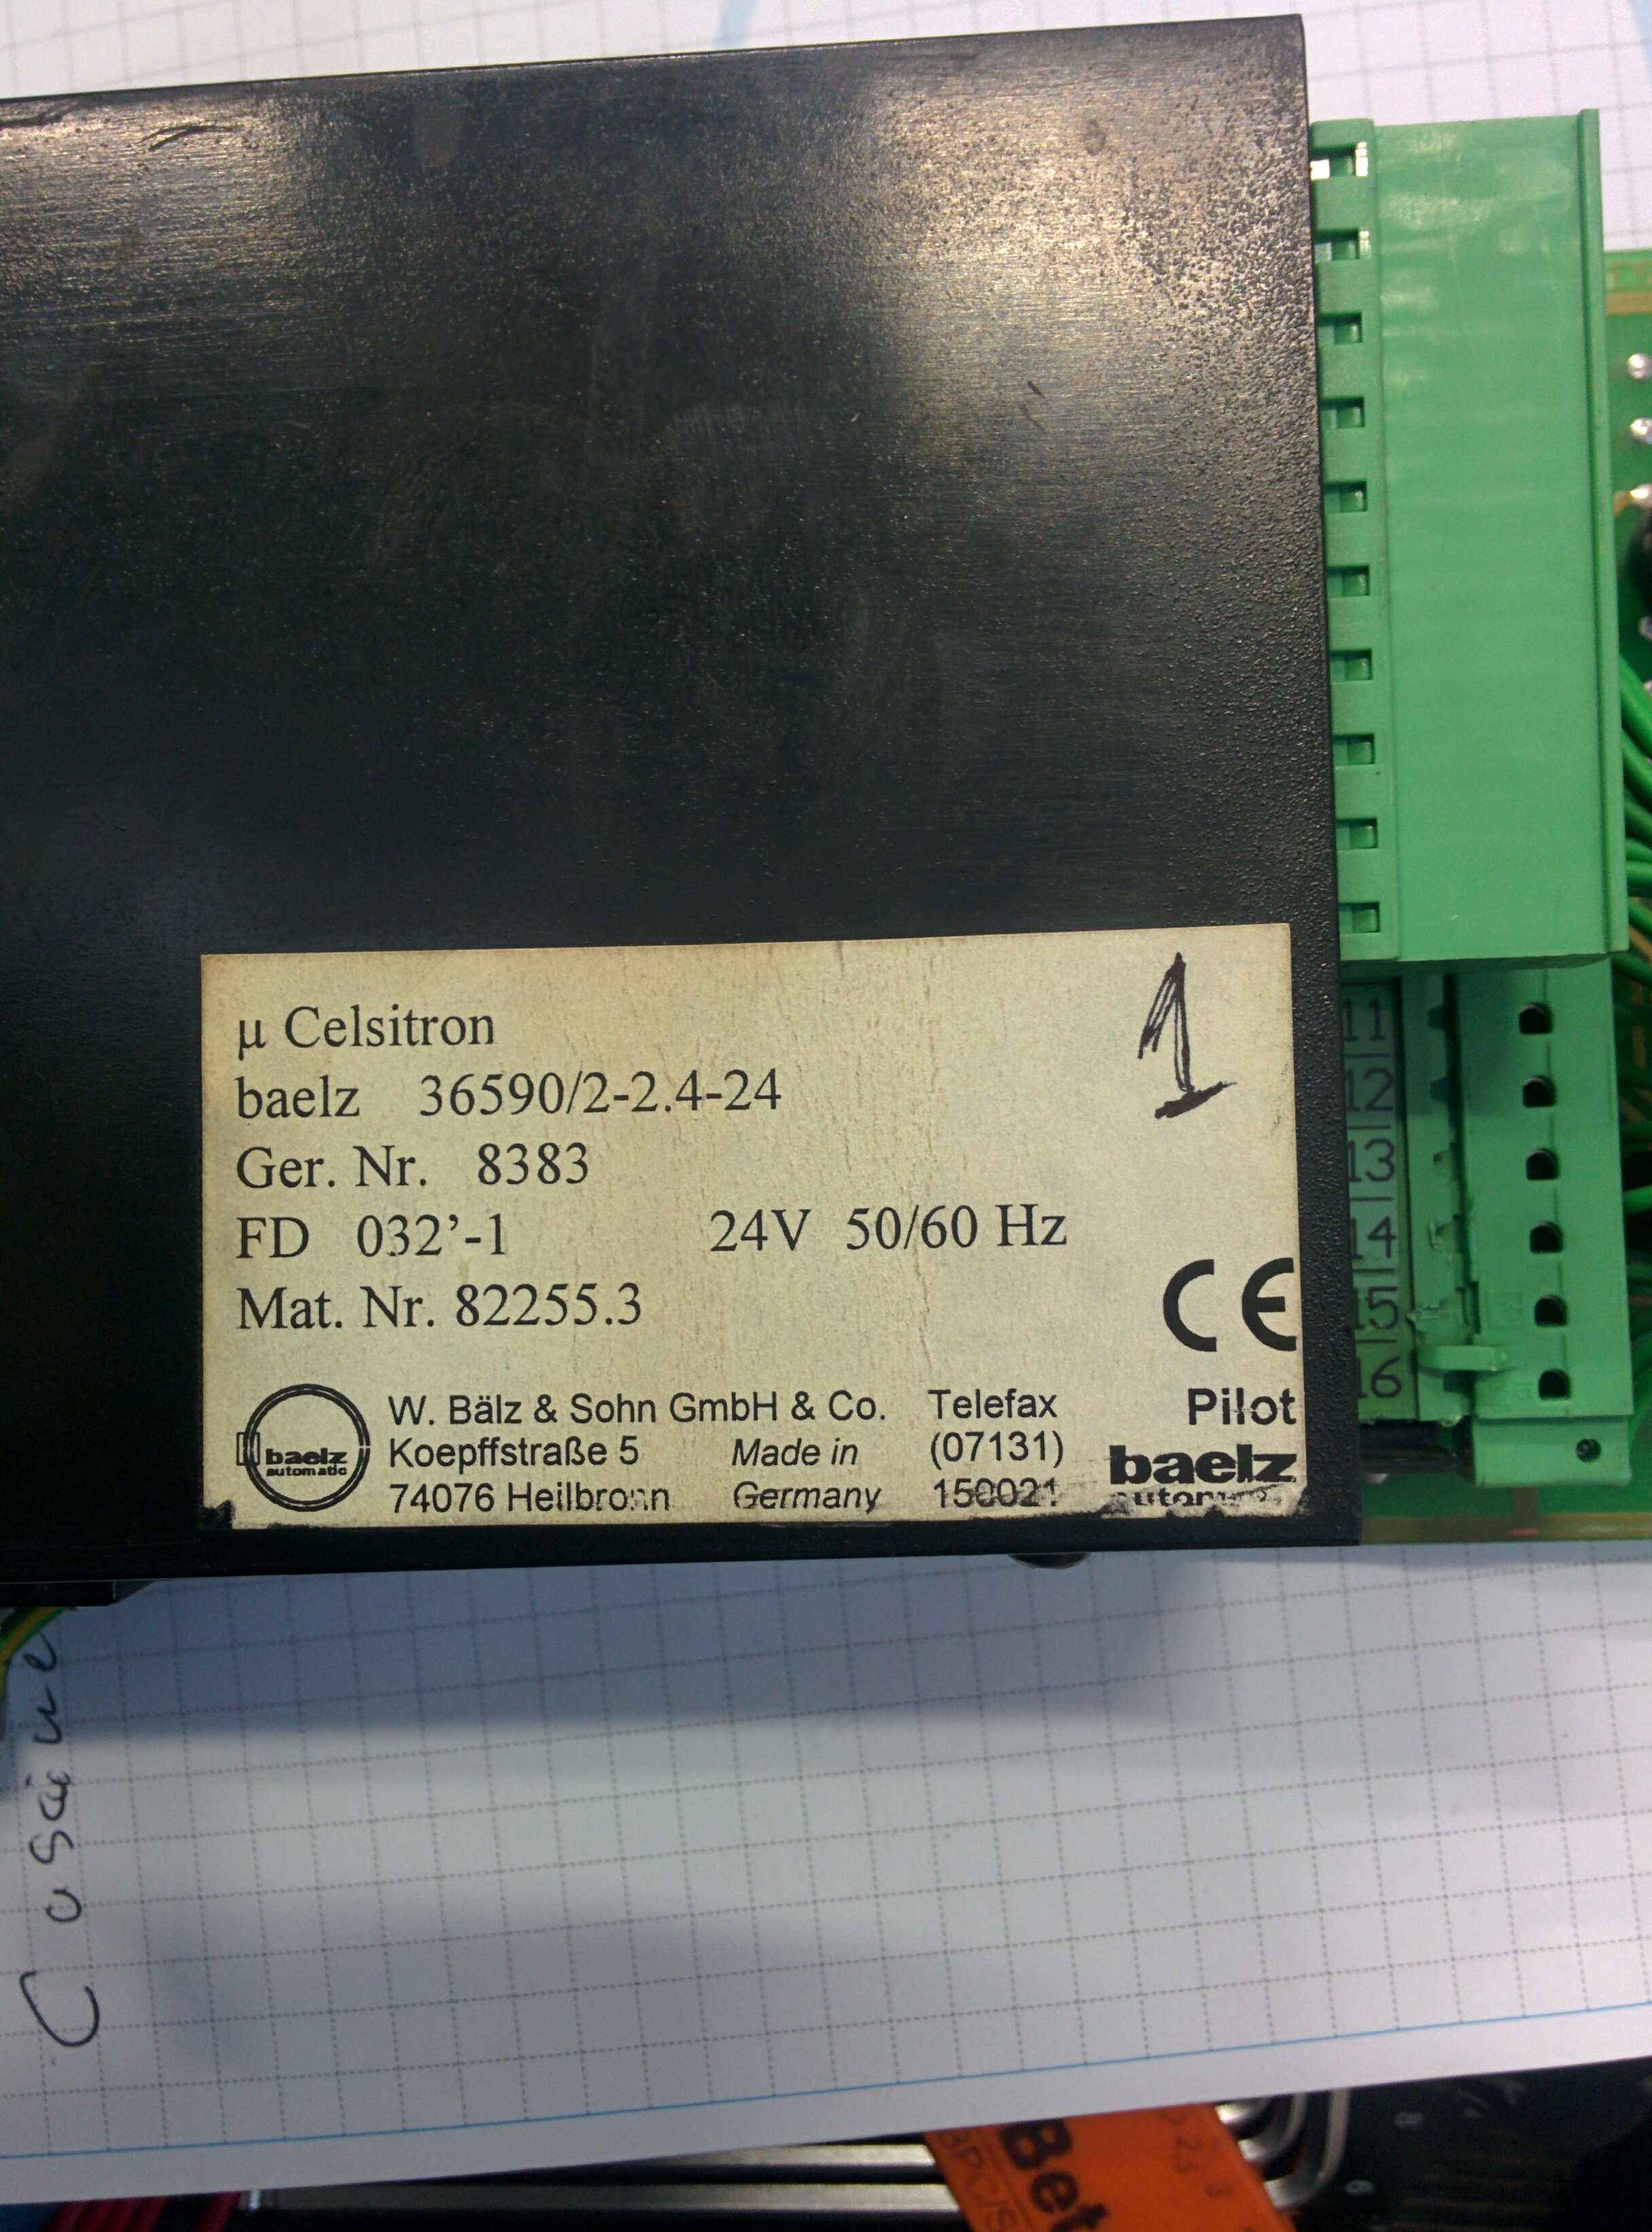 µ Celsitron
1
baelz 36590/2-2.4-24
Ger. Nr. 8383
FD 032'-1 24V 50/60 Hz
Mat. Nr. 82255.3
CE
baelz
automatic
W. Bälz & Sohn GmbH & Co.
Koepffstraße 5
74076 Heilbronn
Made in
Germany
Telefax
(07131)
150021
Pilot
baelz
automatic
11
12
13
14
15
16
Bet